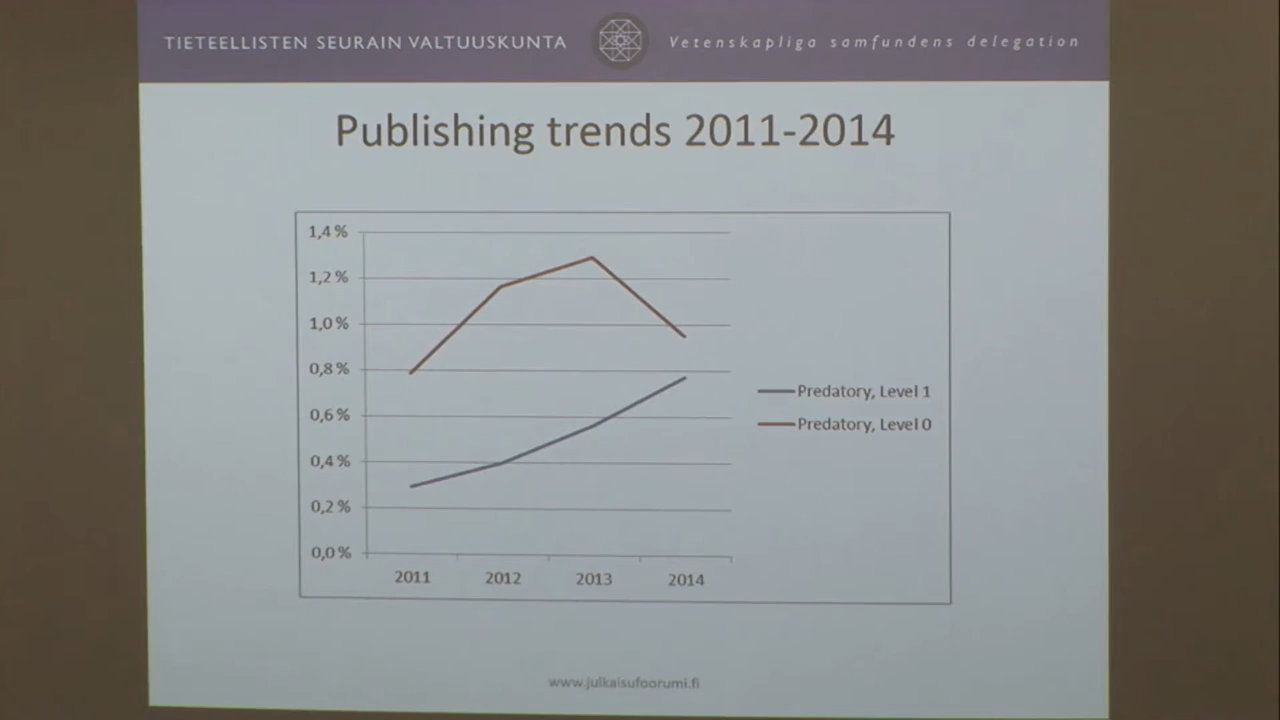 TIETEELLISTEN SEURAIN VALTUUSKUNTA
Vetenskapliga samfundens delegation
Publishing trends 2011-2014
1,4 %
1,2 %
1,0 %
0,8 %
0,6 %
0,4 %
0,2 %
0,0 %
2011 2012 2013 2014
Predatory, Level 1
Predatory, Level 0
www.julkaisufoorumi.fi